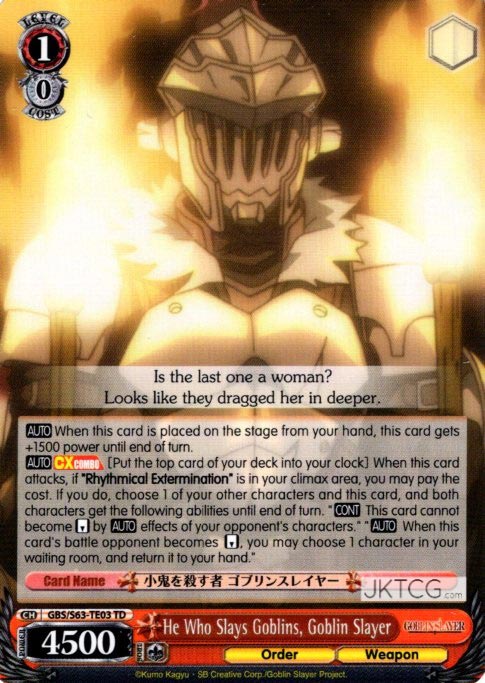 LEVEL
1
0
COST
Is the last one a woman?
Looks like they dragged her in deeper.
AUTO When this card is placed on the stage from your hand, this card gets
+1500 power until end of turn.
AUTO CX COMBO [Put the top card of your deck into your clock] When this card
attacks, if "Rhythmical Extermination" is in your climax area, you may pay the
cost. If you do, choose 1 of your other characters and this card, and both
characters get the following abilities until end of turn. "CONT This card cannot
become by AUTO effects of your opponent's characters." "AUTO When this
card's battle opponent becomes , you may choose 1 character in your
waiting room, and return it to your hand."
Card Name 小鬼を殺す者 ゴブリンスレイヤー
JKTCG.com
CH GBS/S63-TE03 TD
POWER 4500 He Who Slays Goblins, Goblin Slayer GOBLIN SLAYER
Order Weapon
©Kumo Kagyu・SB Creative Corp./Goblin Slayer Project.